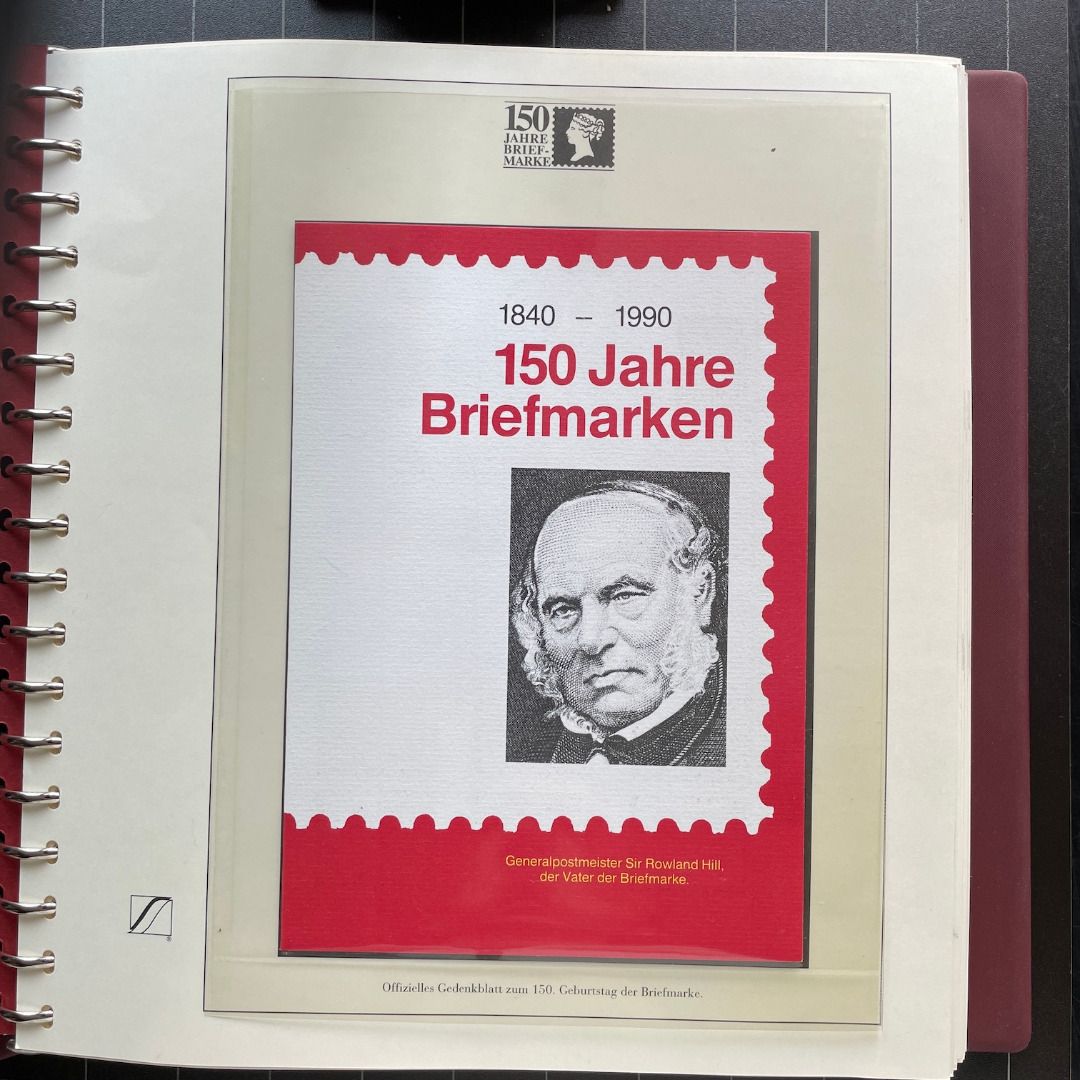 150
JAHRE
BRIEF-
MARKE
1840 – 1990
150 Jahre
Briefmarken
Generalpostmeister Sir Rowland Hill,
der Vater der Briefmarke.
®
Offizielles Gedenkblatt zum 150. Geburtstag der Briefmarke.